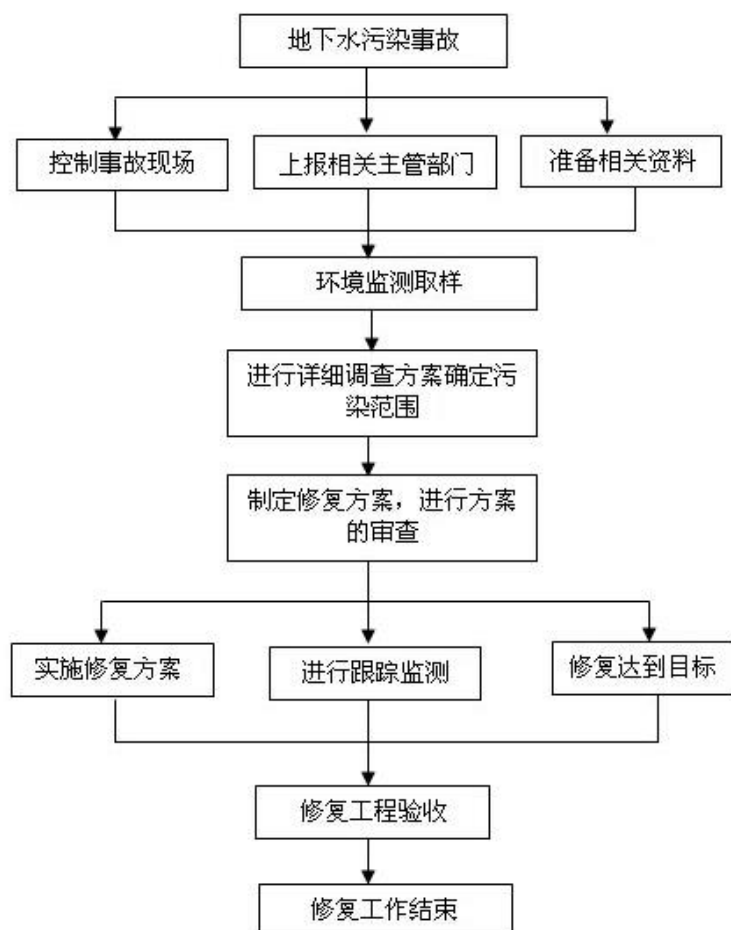 地下水污染事故
控制事故现场
上报相关主管部门
准备相关资料
环境监测取样
进行详细调查方案确定污
染范围
制定修复方案，进行方案
的审查
实施修复方案
进行跟踪监测
修复达到目标
修复工程验收
修复工作结束